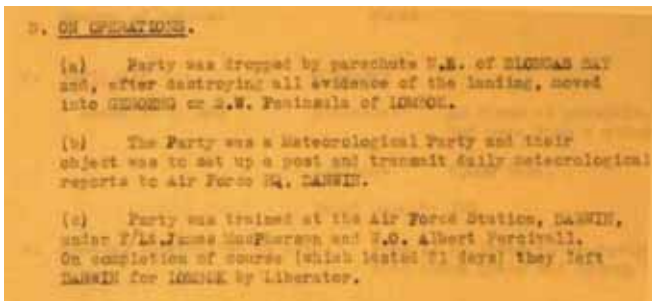 D. ON OPERATIONS.
(a) Party was dropped by parachute N.E. of BLONGAS BAY
and, after destroying all evidence of the landing, moved
into on S.W. Peninsula of LOMBOK.
(b) The Party was a Meteorological Party and their
object was to set up a post and transmit daily meteorological
reports to Air Force HQ. DARWIN.
(c) Party was trained at the Air Force Station, DARWIN,
under F/Lt. James MacPherson and W.O. Albert Percivall.
On completion of course (which lasted 21 days) they left
DARWIN for LOMBOK by Liberator.